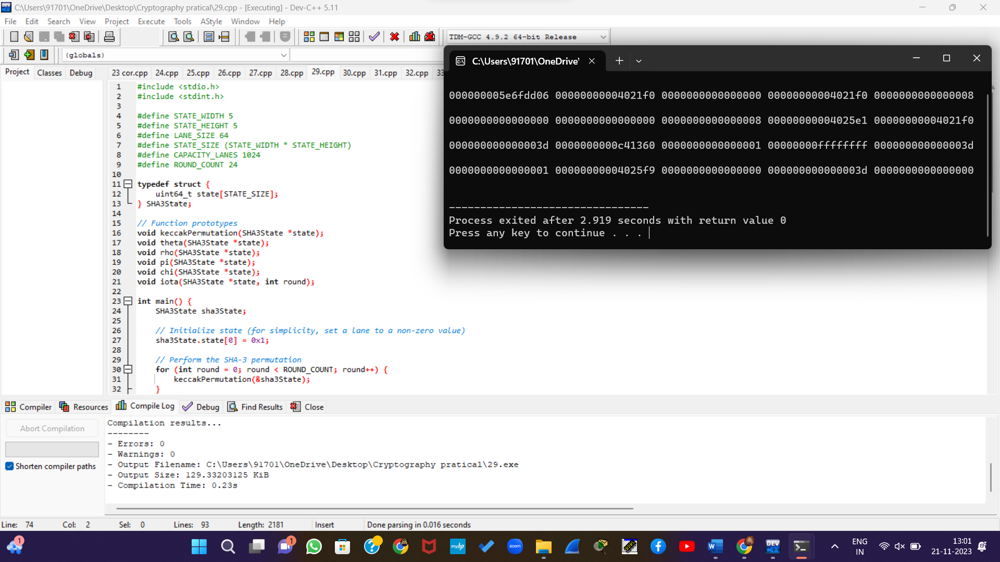 C:\Users\91701\OneDrive\Desktop\Cryptography pratical\29.cpp - [Executing] - Dev-C++ 5.11
File Edit Search View Project Execute Tools AStyle Window Help
TDM-GCC 4.9.2 64-bit Release
(globals)
Project Classes Debug
23 cor.cpp 24.cpp 25.cpp 26.cpp 27.cpp 28.cpp 29.cpp 30.cpp 31.cpp 32.cpp 33
1 #include <stdio.h>
2 #include <stdint.h>
3
4 #define STATE_WIDTH 5
5 #define STATE_HEIGHT 5
6 #define LANE_SIZE 64
7 #define STATE_SIZE (STATE_WIDTH * STATE_HEIGHT)
8 #define CAPACITY_LANES 1024
9 #define ROUND_COUNT 24
10
11 typedef struct {
12 uint64_t state[STATE_SIZE];
13 } SHA3State;
14
15 // Function prototypes
16 void keccakPermutation(SHA3State *state);
17 void theta(SHA3State *state);
18 void rho(SHA3State *state);
19 void pi(SHA3State *state);
20 void chi(SHA3State *state);
21 void iota(SHA3State *state, int round);
22
23 int main() {
24 SHA3State sha3State;
25
26 // Initialize state (for simplicity, set a lane to a non-zero value)
27 sha3State.state[0] = 0x1;
28
29 // Perform the SHA-3 permutation
30 for (int round = 0; round < ROUND_COUNT; round++) {
31 keccakPermutation(&sha3State);
32 }
C:\Users\91701\OneDrive'
000000005e6fdd06 00000000004021f0 0000000000000000 00000000004021f0 0000000000000008
0000000000000000 0000000000000000 0000000000000008 00000000004025e1 00000000004021f0
000000000000003d 0000000000c41360 0000000000000001 00000000ffffffff 000000000000003d
0000000000000001 00000000004025f9 0000000000000000 000000000000003d 0000000000000000
--------------------------------
Process exited after 2.919 seconds with return value 0
Press any key to continue . . .
Compiler Resources Compile Log Debug Find Results Close
Abort Compilation
Shorten compiler paths
Compilation results...
--------
- Errors: 0
- Warnings: 0
- Output Filename: C:\Users\91701\OneDrive\Desktop\Cryptography pratical\29.exe
- Output Size: 129.33203125 KiB
- Compilation Time: 0.23s
Line: 74 Col: 2 Sel: 0 Lines: 93 Length: 2181 Insert Done parsing in 0.016 seconds
1
1
myhp
zoom
W
DEV
ENG
IN
13:01
21-11-2023